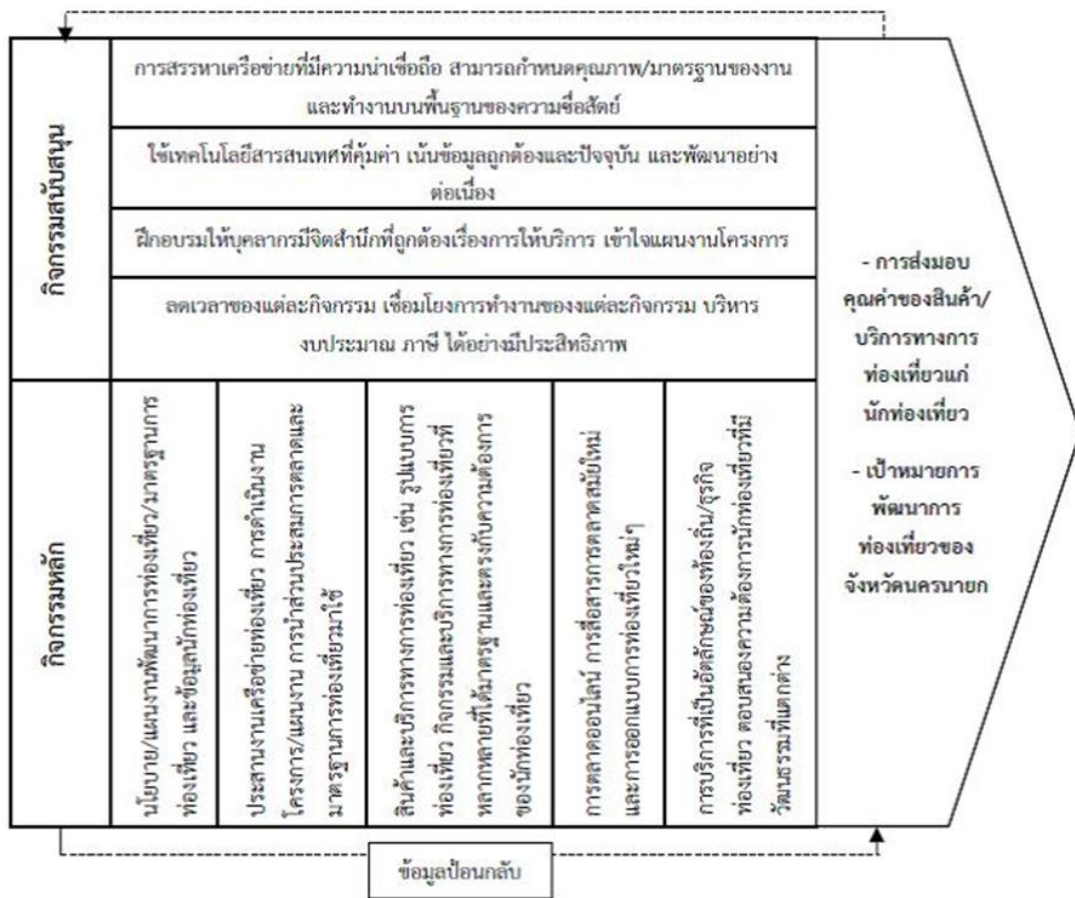 กิจกรรมสนับสนุน
การสรรหาเครือข่ายที่มีความน่าเชื่อถือ สามารถกำหนดคุณภาพ/มาตรฐานของงาน
และทำงานบนพื้นฐานของความซื่อสัตย์
ใช้เทคโนโลยีสารสนเทศที่คุ้มค่า เน้นข้อมูลถูกต้องและปัจจุบัน และพัฒนาอย่าง
ต่อเนื่อง
ฝึกอบรมให้บุคลากรมีจิตสำนึกที่ถูกต้องเรื่องการให้บริการ เข้าใจแผนงานโครงการ
ลดเวลาของแต่ละกิจกรรม เชื่อมโยงการทำงานของงแต่ละกิจกรรม บริหาร
งบประมาณ ภาษี ได้อย่างมีประสิทธิภาพ
กิจกรรมหลัก
นโยบาย/แผนงานพัฒนาการท่องเที่ยว/มาตรฐานการ
ท่องเที่ยว และข้อมูลนักท่องเที่ยว
ประสานงานเครือข่ายท่องเที่ยว การดำเนินงาน
โครงการ/แผนงาน การนำส่วนประสมการตลาดและ
มาตรฐานการท่องเที่ยวมาใช้
สินค้าและบริการทางการท่องเที่ยว เช่น รูปแบบการ
ท่องเที่ยว กิจกรรมและบริการทางการท่องเที่ยวที่
หลากหลายที่ได้มาตรฐานและตรงกับความต้องการ
ของนักท่องเที่ยว
การตลาดออนไลน์ การสื่อสารการตลาดสมัยใหม่
และการออกแบบการท่องเที่ยวใหม่ๆ
การบริการที่เป็นอัตลักษณ์ของท้องถิ่น/ธุรกิจ
ท่องเที่ยว ตอบสนองความต้องการนักท่องเที่ยวที่มี
วัฒนธรรมที่แตกต่าง
- การส่งมอบ
คุณค่าของสินค้า/
บริการทางการ
ท่องเที่ยวแก่
นักท่องเที่ยว
- เป้าหมายการ
พัฒนาการ
ท่องเที่ยวของ
จังหวัดนครนายก
ข้อมูลป้อนกลับ